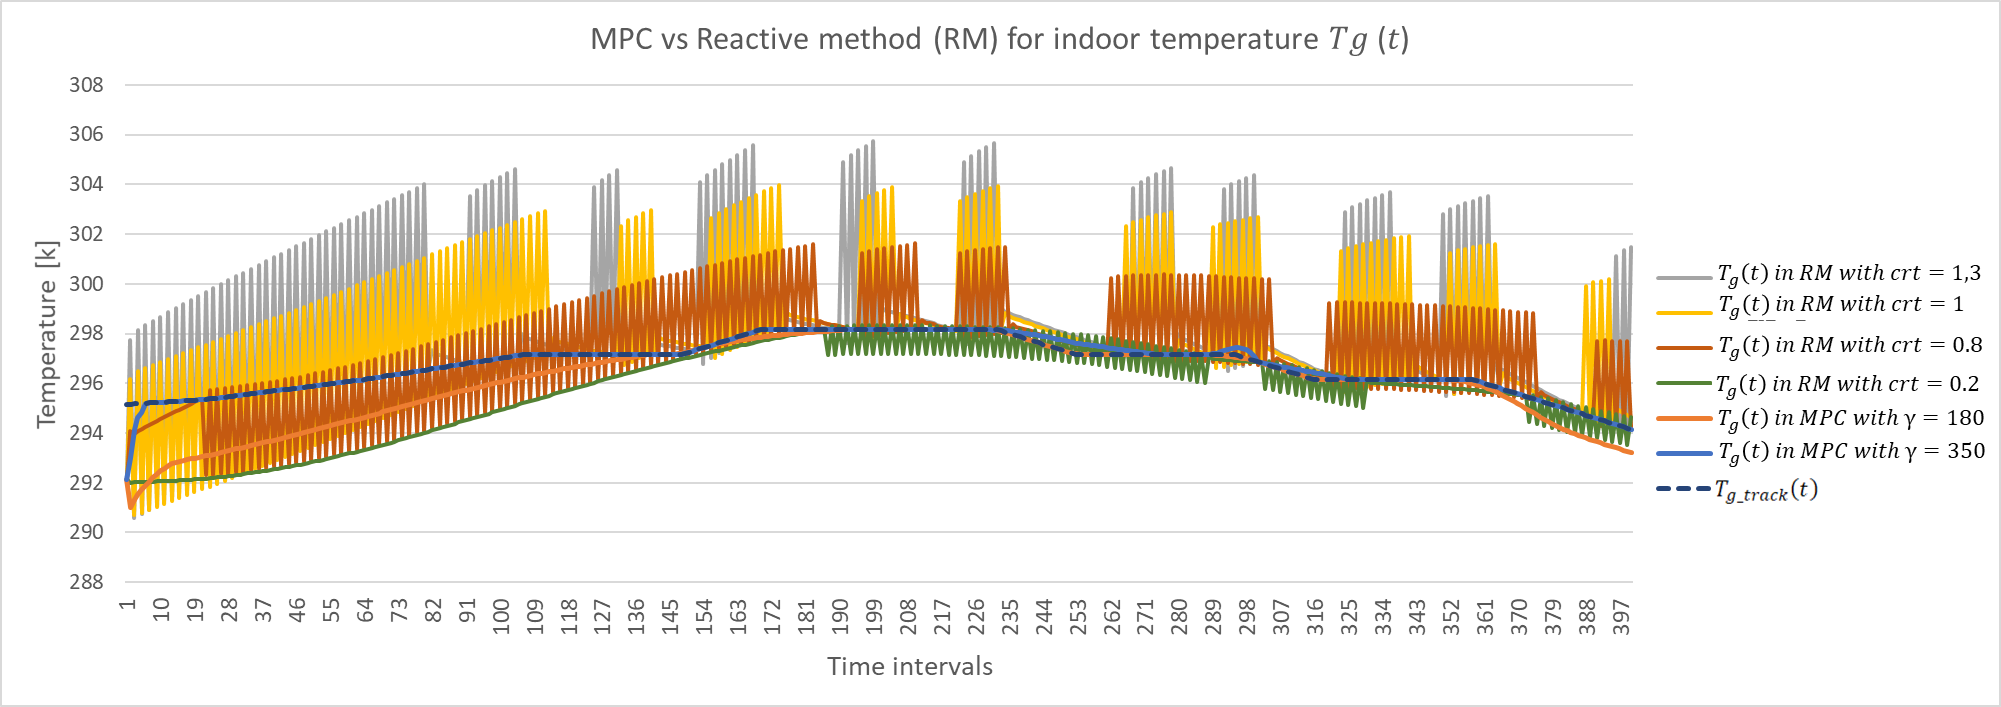 MPC vs Reactive method (RM) for indoor temperature Tg (t)
308
306
304
302
300
298
296
294
292
290
288
Temperature [k]
1 10 19 28 37 46 55 64 73 82 91 100 109 118 127 136 145 154 163 172 181 190 199 208 217 226 235 244 253 262 271 280 289 298 307 316 325 334 343 352 361 370 379 388 397
Time intervals
Tg(t) in RM with crt = 1,3
Tg(t) in RM with crt = 1
Tg(t) in RM with crt = 0.8
Tg(t) in RM with crt = 0.2
Tg(t) in MPC with γ = 180
Tg(t) in MPC with γ = 350
Tg_track(t)